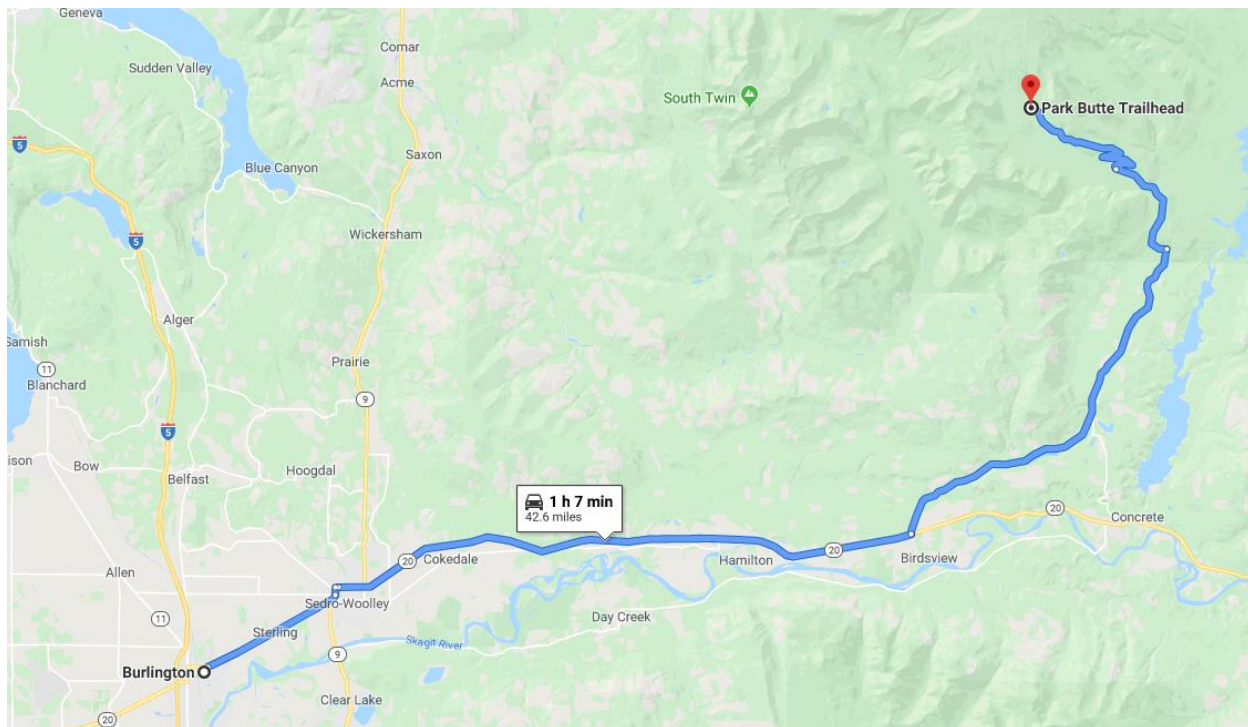 Geneva
Comar
Sudden Valley
Acme
South Twin
Park Butte Trailhead
5
Saxon
Blue Canyon
Wickersham
5
Alger
Samish
Prairie
11
Blanchard
9
5
ison
Bow
Hoogdal
Belfast
1 h 7 min
42.6 miles
20
Concrete
20
20
Cokedale
Hamilton
Birdsview
Allen
Sedro-Woolley
11
Day Creek
Sterling
Skagit River
9
Burlington
Clear Lake
20
20